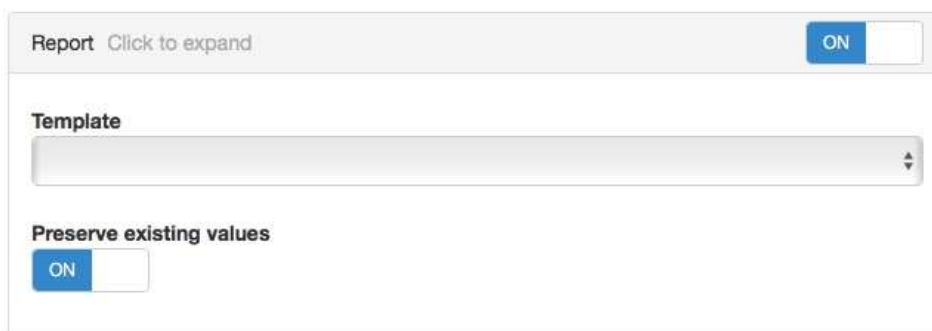 Report Click to expand ON
Template
Preserve existing values
ON